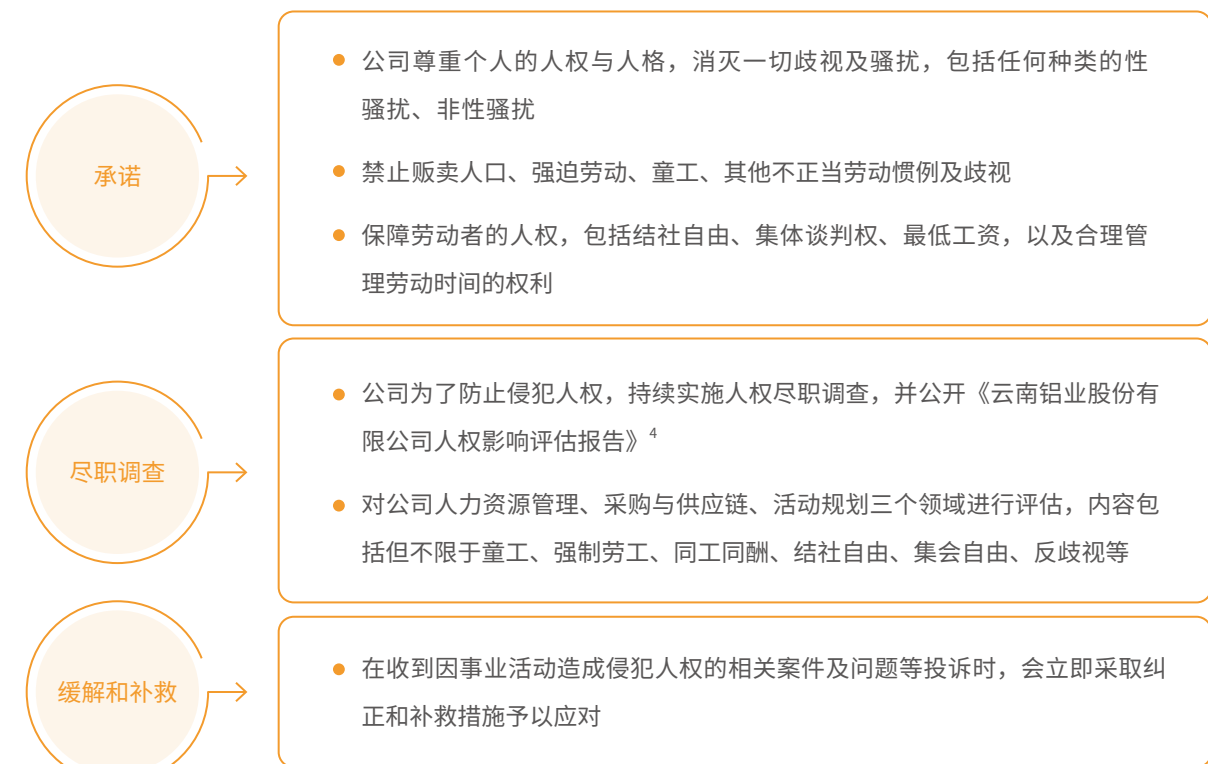 承诺
公司尊重个人的人权与人格，消灭一切歧视及骚扰，包括任何种类的性
骚扰、非性骚扰
禁止贩卖人口、强迫劳动、童工、其他不正当劳动惯例及歧视
保障劳动者的人权，包括结社自由、集体谈判权、最低工资，以及合理管
理劳动时间的权利
尽职调查
公司为了防止侵犯人权，持续实施人权尽职调查，并公开《云南铝业股份有
限公司人权影响评估报告》4
对公司人力资源管理、采购与供应链、活动规划三个领域进行评估，内容包
括但不限于童工、强制劳工、同工同酬、结社自由、集会自由、反歧视等
缓解和补救
在收到因事业活动造成侵犯人权的相关案件及问题等投诉时，会立即采取纠
正和补救措施予以应对